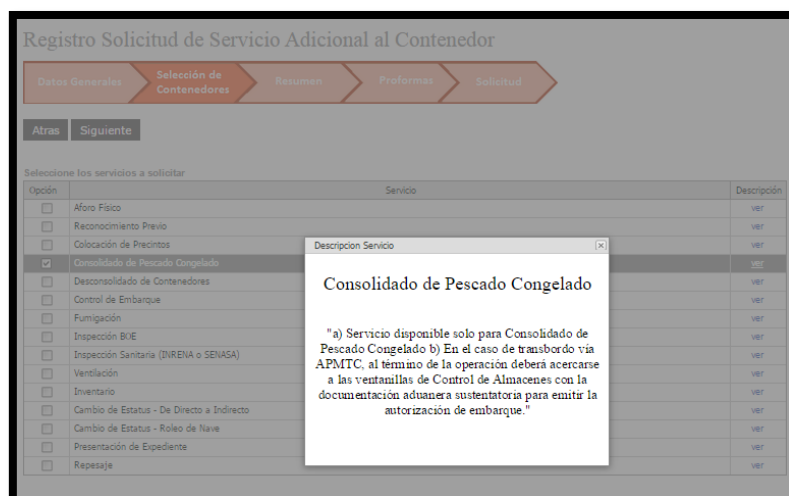 Registro Solicitud de Servicio Adicional al Contenedor
Datos Generales
Selección de
Contenedores
Resumen
Proformas
Solicitud
Atras
Siguiente
Seleccione los servicios a solicitar
Opción Servicio Descripción
Aforo Físico ver
Reconocimiento Previo ver
Colocación de Precintos ver
Consolidado de Pescado Congelado ver
Desconsolidado de Contenedores ver
Control de Embarque ver
Fumigación ver
Inspección BOE ver
Inspección Sanitaria (INRENA o SENASA) ver
Ventilación ver
Inventario ver
Cambio de Estatus - De Directo a Indirecto ver
Cambio de Estatus - Roleo de Nave ver
Presentación de Expediente ver
Repesaje ver
Descripcion Servicio
Consolidado de Pescado Congelado
"a) Servicio disponible solo para Consolidado de
Pescado Congelado b) En el caso de transbordo vía
APMTC, al término de la operación deberá acercarse
a las ventanillas de Control de Almacenes con la
documentación aduanera sustentatoria para emitir la
autorización de embarque."